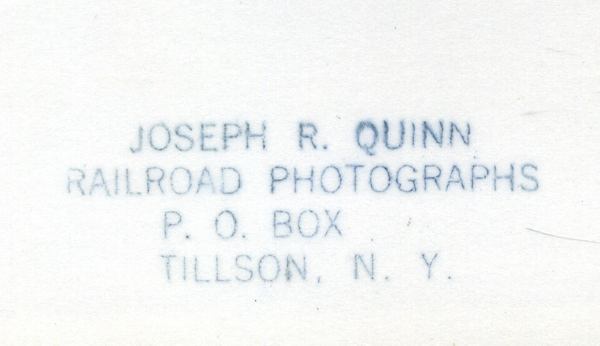 JOSEPH R. QUINN
RAILROAD PHOTOGRAPHS
P. O. BOX
TILLSON, N. Y.